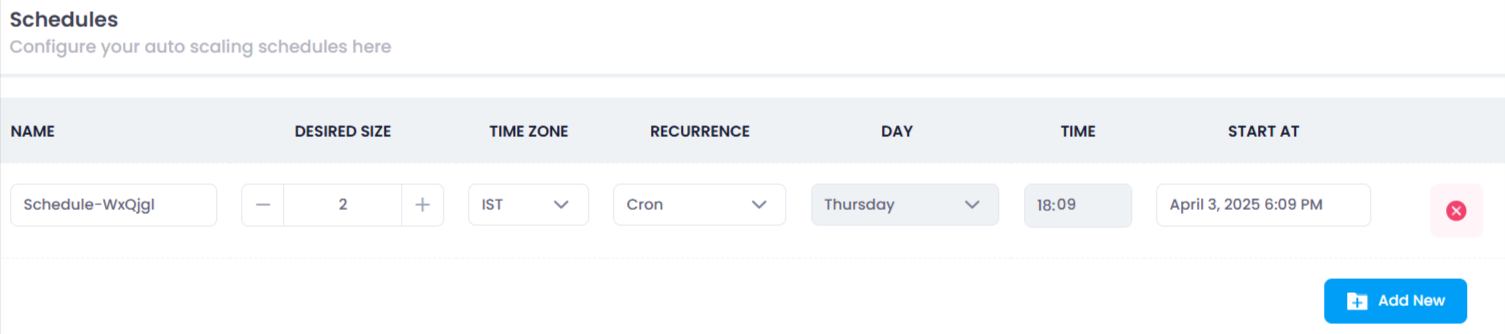 Schedules
Configure your auto scaling schedules here
NAME DESIRED SIZE TIME ZONE RECURRENCE DAY TIME START AT
Schedule-WxQjgl 2 IST Cron Thursday 18:09 April 3, 2025 6:09 PM
Add New